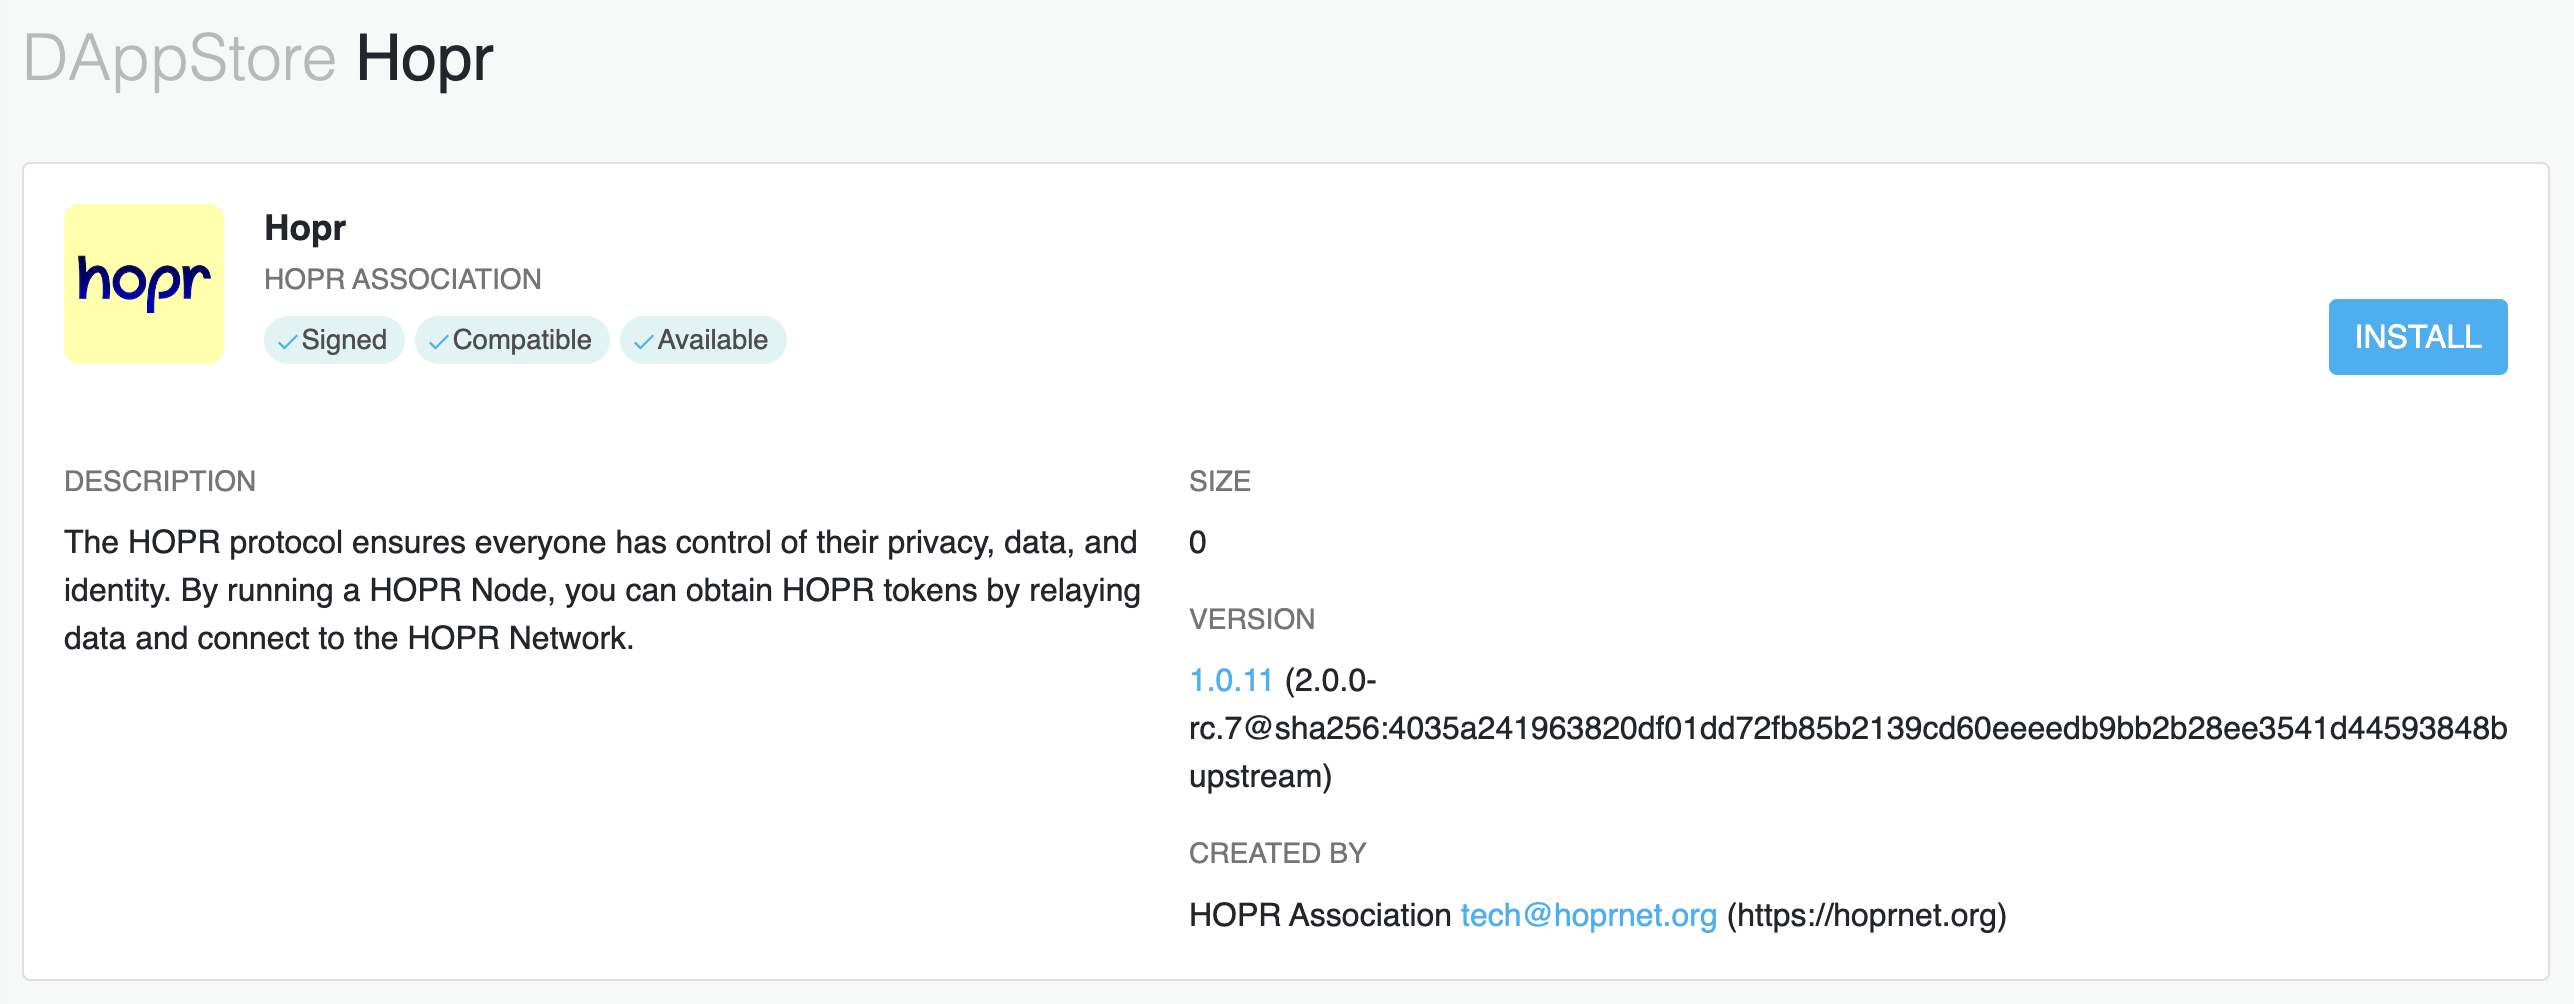 DAppStore Hopr
hopr
Hopr
HOPR ASSOCIATION
Signed Compatible Available
INSTALL
DESCRIPTION
The HOPR protocol ensures everyone has control of their privacy, data, and
identity. By running a HOPR Node, you can obtain HOPR tokens by relaying
data and connect to the HOPR Network.
SIZE
0
VERSION
1.0.11 (2.0.0-
rc.7@sha256:4035a241963820df01dd72fb85b2139cd60eeeedb9bb2b28ee3541d44593848b
upstream)
CREATED BY
HOPR Association tech@hoprnet.org (https://hoprnet.org)